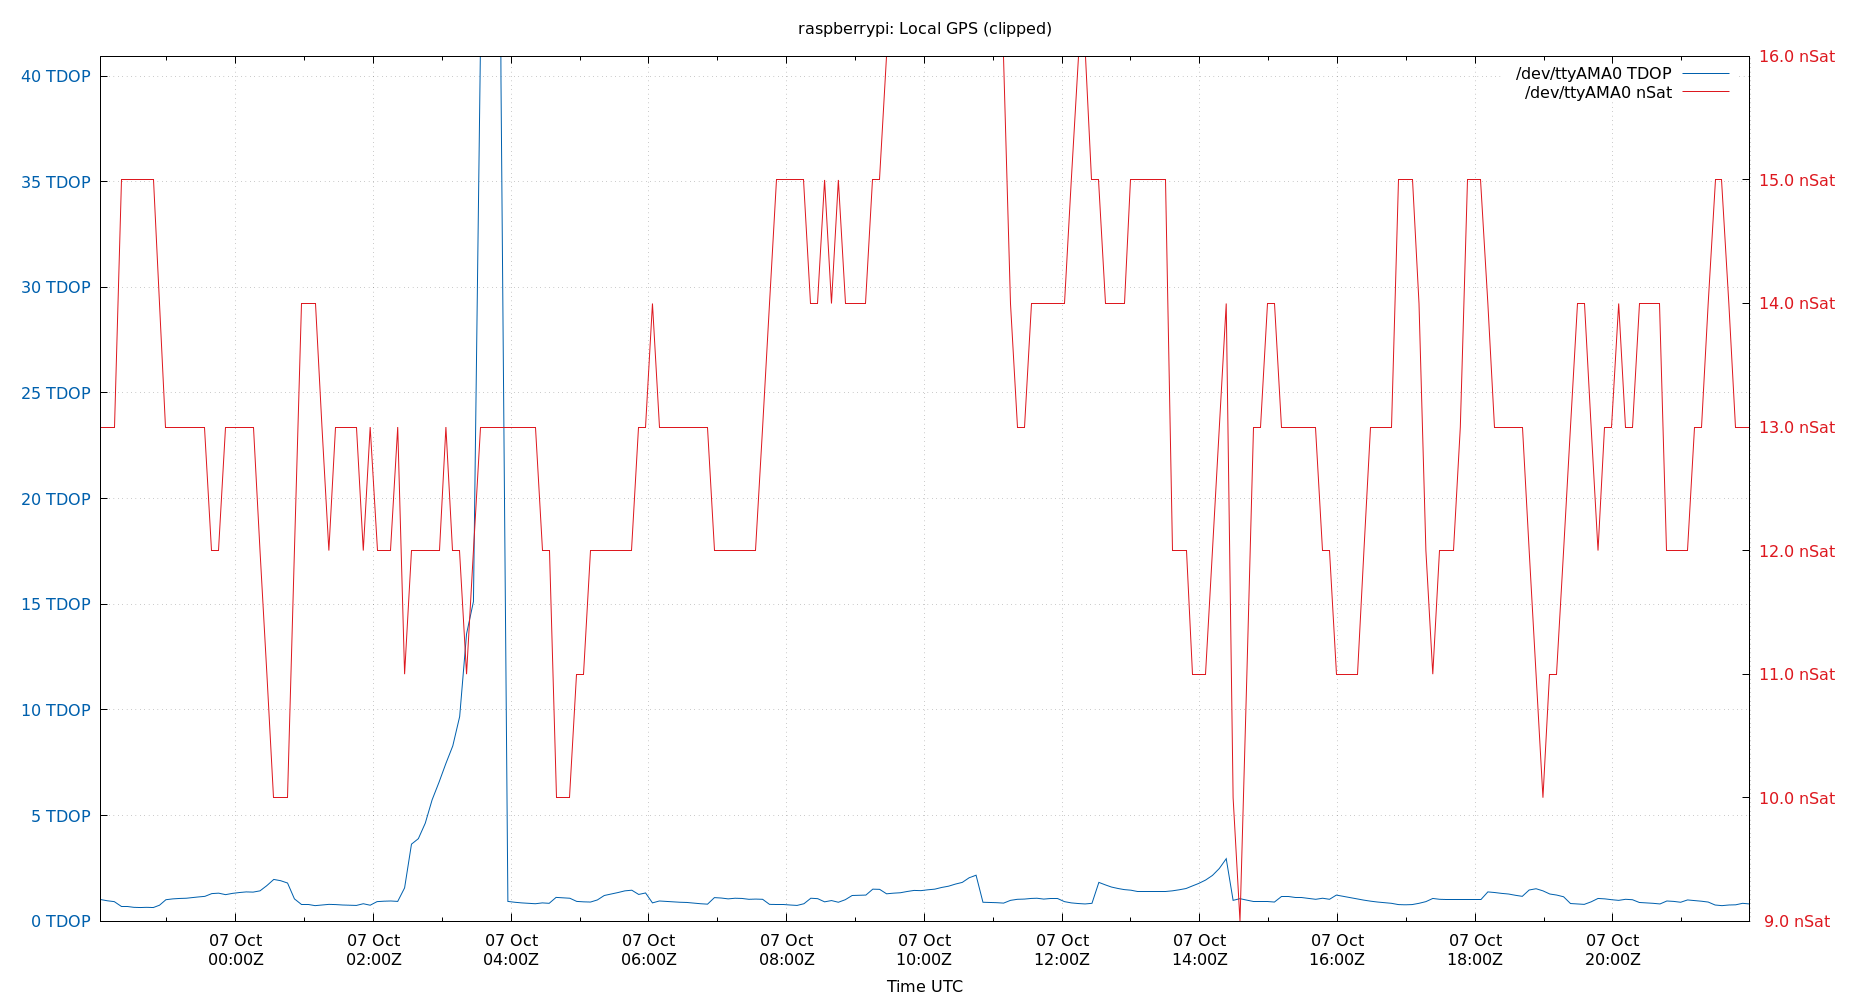 raspberrypi: Local GPS (clipped)
/dev/ttyAMA0 TDOP
/dev/ttyAMA0 nSat
40 TDOP
35 TDOP
30 TDOP
25 TDOP
20 TDOP
15 TDOP
10 TDOP
5 TDOP
0 TDOP
16.0 nSat
15.0 nSat
14.0 nSat
13.0 nSat
12.0 nSat
11.0 nSat
10.0 nSat
9.0 nSat
07 Oct 07 Oct 07 Oct 07 Oct 07 Oct 07 Oct 07 Oct 07 Oct 07 Oct 07 Oct 07 Oct
00:00Z 02:00Z 04:00Z 06:00Z 08:00Z 10:00Z 12:00Z 14:00Z 16:00Z 18:00Z 20:00Z
Time UTC